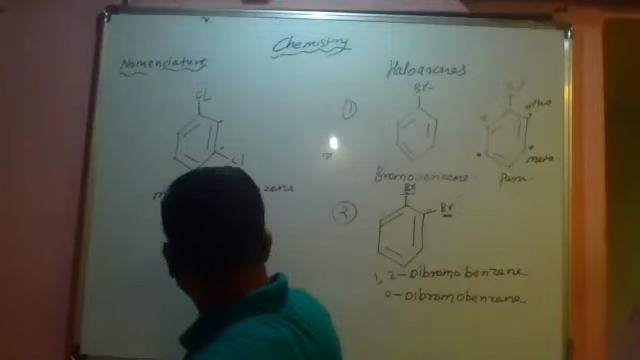 Chemistry
Nomenclature
Haloarenes
CL
Cl
m
zene
①
Br
Bromobenzene
ortho
meta
Para
②
Br
Br
1, 2-Dibromobenzene
o-Dibromobenzene